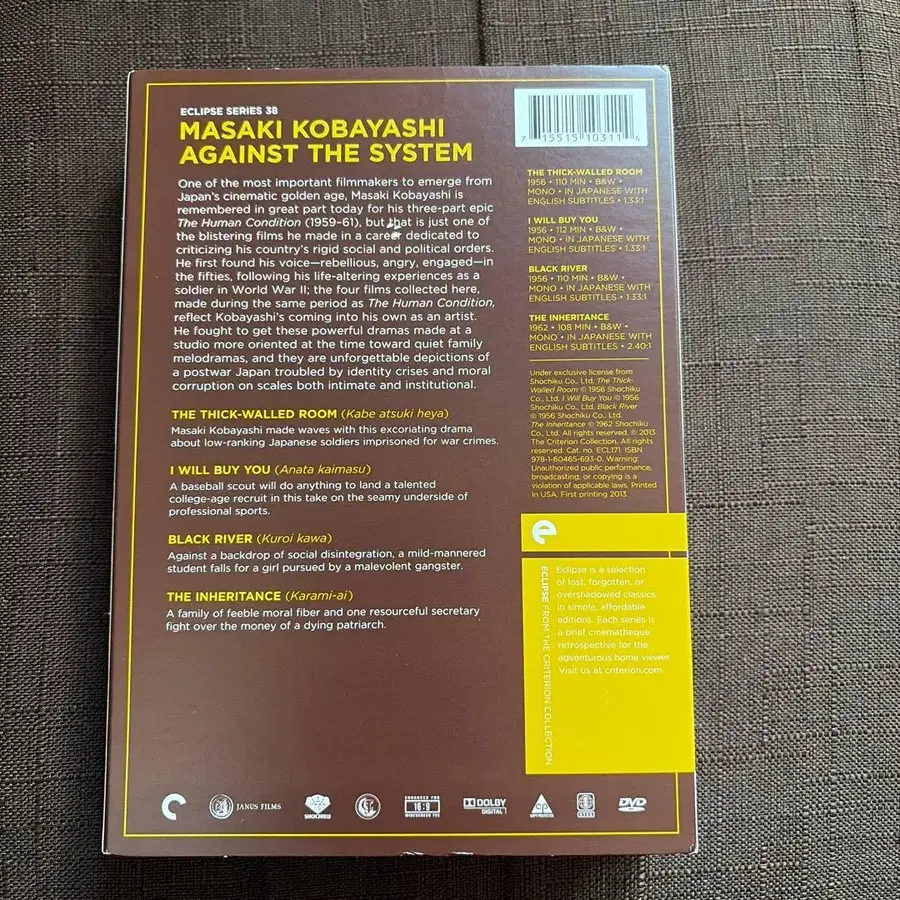 ECLIPSE SERIES 38
MASAKI KOBAYASHI
AGAINST THE SYSTEM
One of the most important filmmakers to emerge from
Japan's cinematic golden age, Masaki Kobayashi is
remembered in great part today for his three-part epic
The Human Condition (1959–61), but that is just one of
the blistering films he made in a career dedicated to
criticizing his country's rigid social and political orders.
He first found his voice—rebellious, angry, engaged—in
the fifties, following his life-altering experiences as a
soldier in World War II; the four films collected here,
made during the same period as The Human Condition,
reflect Kobayashi's coming into his own as an artist.
He fought to get these powerful dramas made at a
studio more oriented at the time toward quiet family
melodramas, and they are unforgettable depictions of
a postwar Japan troubled by identity crises and moral
corruption on scales both intimate and institutional.
THE THICK-WALLED ROOM (Kabe atsuki heya)
Masaki Kobayashi made waves with this excoriating drama
about low-ranking Japanese soldiers imprisoned for war crimes.
I WILL BUY YOU (Anata kaimasu)
A baseball scout will do anything to land a talented
college-age recruit in this take on the seamy underside of
professional sports.
BLACK RIVER (Kuroi kawa)
Against a backdrop of social disintegration, a mild-mannered
student falls for a girl pursued by a malevolent gangster.
THE INHERITANCE (Karami-ai)
A family of feeble moral fiber and one resourceful secretary
fight over the money of a dying patriarch.
7 15515 10311 4
THE THICK-WALLED ROOM
1956 • 110 MIN • B&W •
MONO • IN JAPANESE WITH
ENGLISH SUBTITLES • 1.33:1
I WILL BUY YOU
1956 • 112 MIN • B&W •
MONO • IN JAPANESE WITH
ENGLISH SUBTITLES • 1.33:1
BLACK RIVER
1956 • 110 MIN • B&W •
MONO • IN JAPANESE WITH
ENGLISH SUBTITLES • 1.33:1
THE INHERITANCE
1962 • 108 MIN • B&W •
MONO • IN JAPANESE WITH
ENGLISH SUBTITLES • 2.40:1
Under exclusive license from
Shochiku Co., Ltd. The Thick-
Walled Room © 1956 Shochiku
Co., Ltd. I Will Buy You © 1956
Shochiku Co., Ltd. Black River
© 1956 Shochiku Co., Ltd.
The Inheritance © 1962 Shochiku
Co., Ltd. All rights reserved. © 2013
The Criterion Collection. All rights
reserved. Cat. no. ECL171. ISBN
978-1-60465-693-0. Warning:
Unauthorized public performance,
broadcasting, or copying is a
violation of applicable laws. Printed
in USA. First printing 2013.
e
ECLIPSE FROM THE CRITERION COLLECTION
Eclipse is a selection
of lost, forgotten, or
overshadowed classics
in simple, affordable
editions. Each series is
a brief cinematheque
retrospective for the
adventurous home viewer.
Visit us at criterion.com.
JANUS FILMS
SHOCHIKU
ENHANCED FOR
16:9
WIDESCREEN TVS
DOLBY
DIGITAL
COPY PROTECTED
DVD